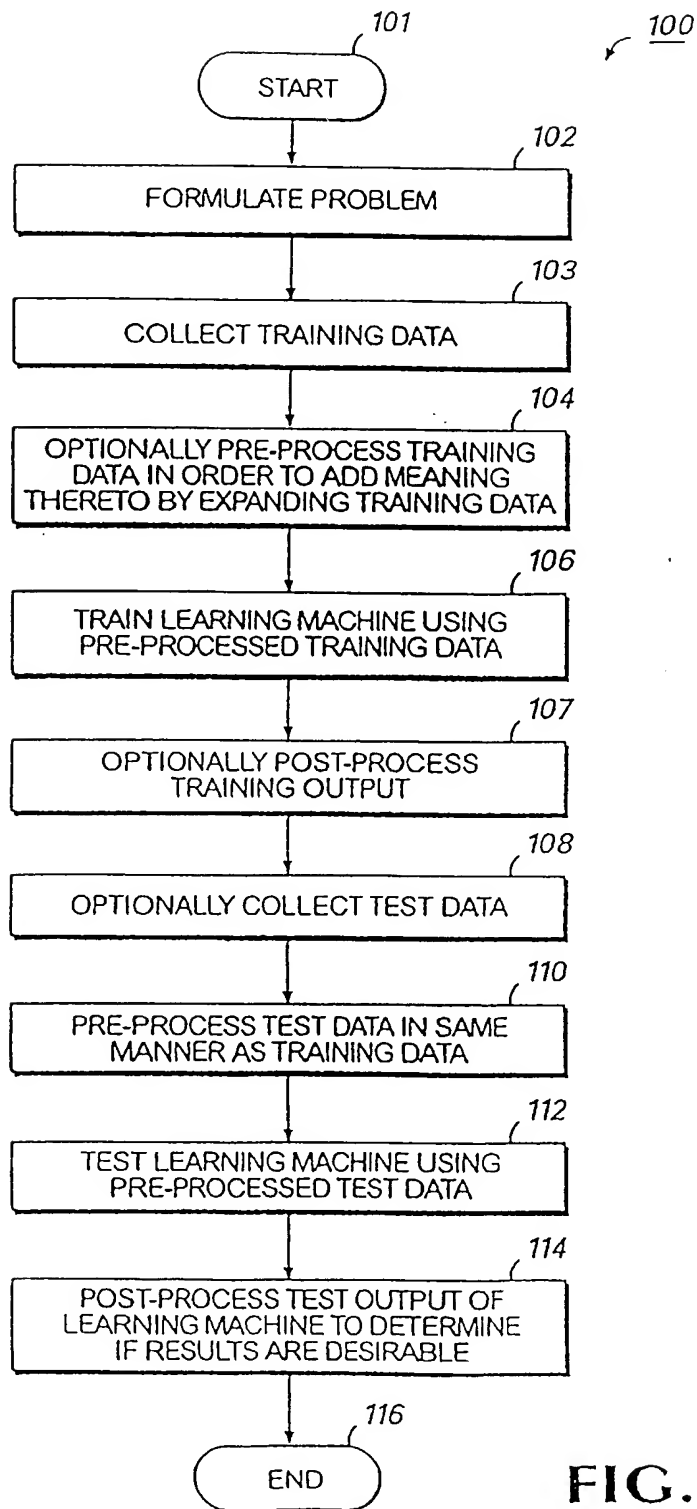 101
100
START
102
FORMULATE PROBLEM
103
COLLECT TRAINING DATA
104
OPTIONALLY PRE-PROCESS TRAINING
DATA IN ORDER TO ADD MEANING
THERETO BY EXPANDING TRAINING DATA
106
TRAIN LEARNING MACHINE USING
PRE-PROCESSED TRAINING DATA
107
OPTIONALLY POST-PROCESS
TRAINING OUTPUT
108
OPTIONALLY COLLECT TEST DATA
110
PRE-PROCESS TEST DATA IN SAME
MANNER AS TRAINING DATA
112
TEST LEARNING MACHINE USING
PRE-PROCESSED TEST DATA
114
POST-PROCESS TEST OUTPUT OF
LEARNING MACHINE TO DETERMINE
IF RESULTS ARE DESIRABLE
116
END
FIG.